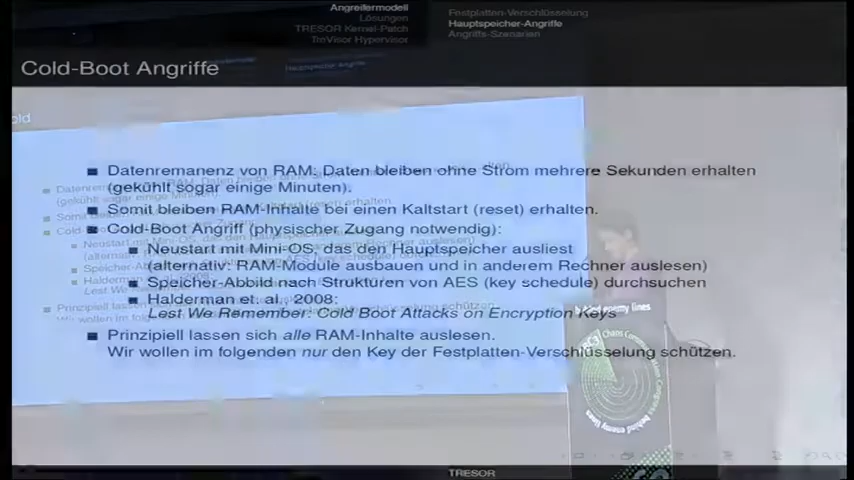 Angreifermodell
Lösungen
TRESOR Kernel-Patch
TreVisor Hypervisor
Festplatten-Verschlüsselung
Hauptspeicher-Angriffe
Angriffs-Szenarien
Cold-Boot Angriffe
Datenremanenz von RAM: Daten bleiben ohne Strom mehrere Sekunden erhalten
(gekühlt sogar einige Minuten).
Somit bleiben RAM-Inhalte bei einen Kaltstart (reset) erhalten.
Cold-Boot Angriff (physischer Zugang notwendig):
Neustart mit Mini-OS, das den Hauptspeicher ausliest
(alternativ: RAM-Module ausbauen und in anderem Rechner auslesen)
Speicher-Abbild nach Strukturen von AES (key schedule) durchsuchen
Halderman et. al., 2008:
Lest We Remember: Cold Boot Attacks on Encryption Keys
Prinzipiell lassen sich alle RAM-Inhalte auslesen.
Wir wollen im folgenden nur den Key der Festplatten-Verschlüsselung schützen.
behind enemy lines
TRESOR